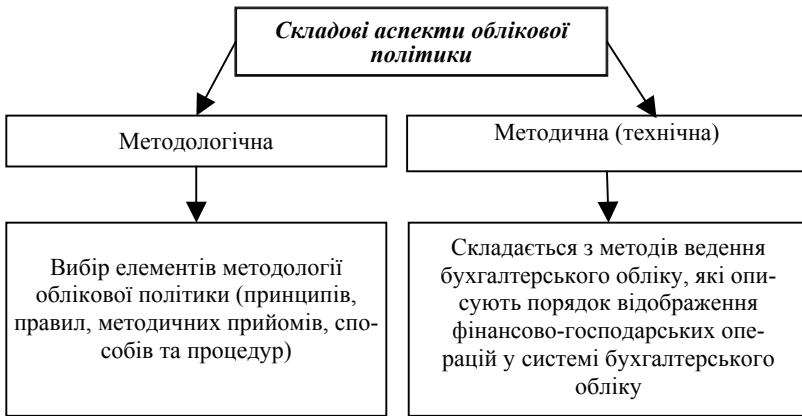 Складові аспекти облікової
політики
Методологічна
Методична (технічна)
Вибір елементів методології
облікової політики (принципів,
правил, методичних прийомів, спо-
собів та процедур)
Складається з методів ведення
бухгалтерського обліку, які опи-
сують порядок відображення
фінансово-господарських опе-
рацій у системі бухгалтерського
обліку